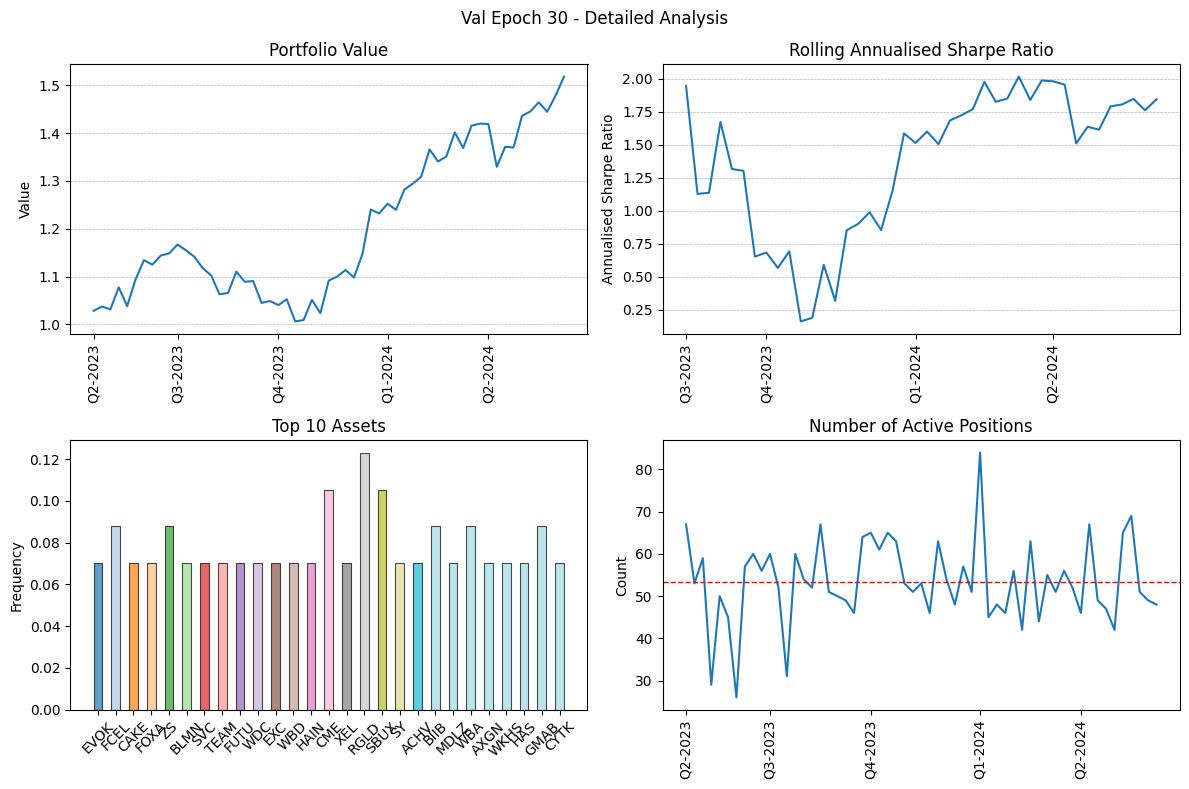 Val Epoch 30 - Detailed Analysis
Portfolio Value
Value
1.5
1.4
1.3
1.2
1.1
1.0
Q2-2023
Q3-2023
Q4-2023
Q1-2024
Q2-2024
Rolling Annualised Sharpe Ratio
Annualised Sharpe Ratio
2.00
1.75
1.50
1.25
1.00
0.75
0.50
0.25
Q3-2023
Q4-2023
Q1-2024
Q2-2024
Top 10 Assets
Frequency
0.12
0.10
0.08
0.06
0.04
0.02
0.00
EVOK
FCEL
CAKE
FOXA
ZS
BLMN
SVC
TEAM
FUTU
WDC
EXC
WBD
HAIN
CME
XEL
RGLD
SBUX
SY
ACHV
BIIB
MDLZ
WBA
AXGN
WKHS
HAS
GMAB
CYTK
Number of Active Positions
Count
80
70
60
50
40
30
Q2-2023
Q3-2023
Q4-2023
Q1-2024
Q2-2024